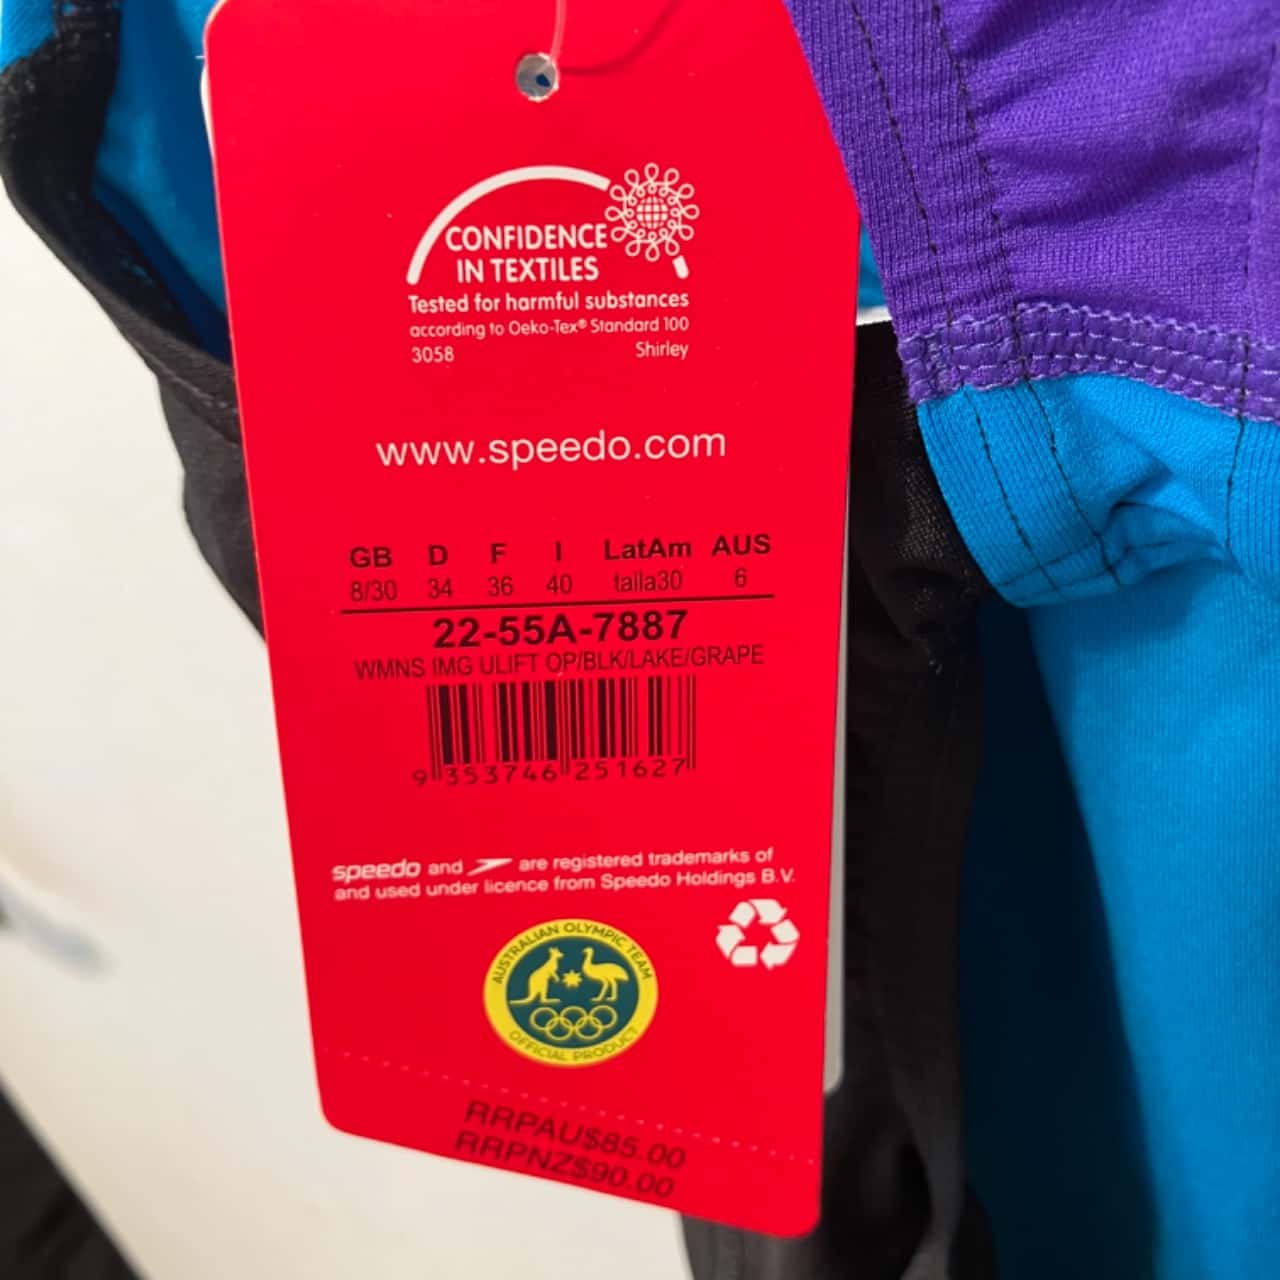 CONFIDENCE
IN TEXTILES
Tested for harmful substances
according to Oeko-Tex® Standard 100
3058 Shirley
www.speedo.com
GB D F I LatAm AUS
8/30 34 36 40 talla30 6
22-55A-7887
WMNS IMG ULIFT OP/BLK/LAKE/GRAPE
9 353746 251627
speedo and are registered trademarks of
and used under licence from Speedo Holdings B.V.
AUSTRALIAN OLYMPIC TEAM
OFFICIAL PRODUCT
RRPAU$85.00
RRPNZ$90.00